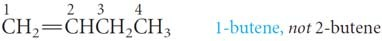 1 2 3 4
CH₂=CHCH₂CH₃ 1-butene, not 2-butene